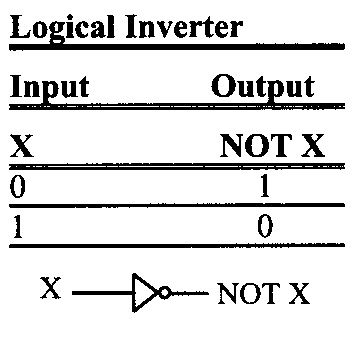 Logical Inverter
Input Output
X NOT X
0 1
1 0
X NOT X